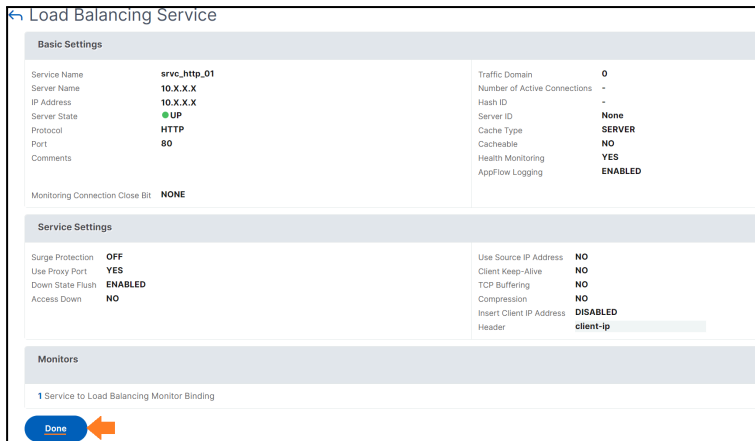 Load Balancing Service
Basic Settings
Service Name srvc_http_01
Server Name 10.X.X.X
IP Address 10.X.X.X
Server State UP
Protocol HTTP
Port 80
Comments
Monitoring Connection Close Bit NONE
Traffic Domain 0
Number of Active Connections -
Hash ID -
Server ID None
Cache Type SERVER
Cacheable NO
Health Monitoring YES
AppFlow Logging ENABLED
Service Settings
Surge Protection OFF
Use Proxy Port YES
Down State Flush ENABLED
Access Down NO
Use Source IP Address NO
Client Keep-Alive NO
TCP Buffering NO
Compression NO
Insert Client IP Address DISABLED
Header client-ip
Monitors
1 Service to Load Balancing Monitor Binding
Done